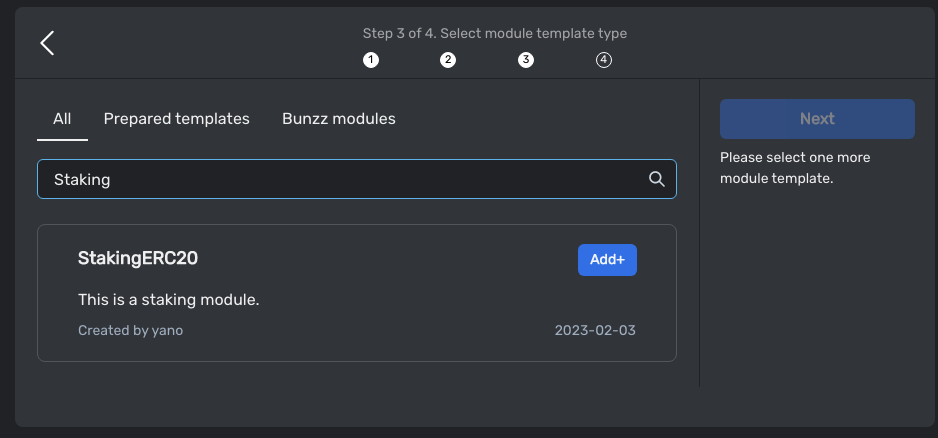 Step 3 of 4. Select module template type
1 2 3 4
All Prepared templates Bunzz modules
Next
Please select one more
module template.
Staking
StakingERC20 Add+
This is a staking module.
Created by yano 2023-02-03